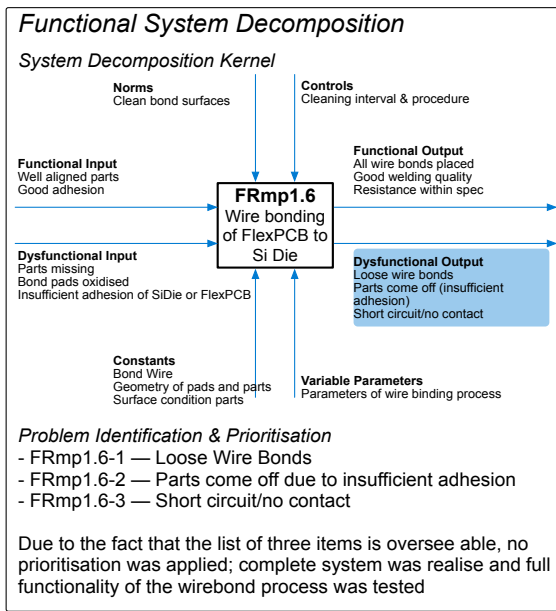 Functional System Decomposition
System Decomposition Kernel
Norms
Clean bond surfaces
Controls
Cleaning interval & procedure
Functional Input
Well aligned parts
Good adhesion
Functional Output
All wire bonds placed
Good welding quality
Resistance within spec
FRmp1.6
Wire bonding
of FlexPCB to
Si Die
Dysfunctional Input
Parts missing
Bond pads oxidised
Insufficient adhesion of SiDie or FlexPCB
Dysfunctional Output
Loose wire bonds
Parts come off (insufficient
adhesion)
Short circuit/no contact
Constants
Bond Wire
Geometry of pads and parts
Surface condition parts
Variable Parameters
Parameters of wire binding process
Problem Identification & Prioritisation
- FRmp1.6-1 — Loose Wire Bonds
- FRmp1.6-2 — Parts come off due to insufficient adhesion
- FRmp1.6-3 — Short circuit/no contact
Due to the fact that the list of three items is oversee able, no
prioritisation was applied; complete system was realise and full
functionality of the wirebond process was tested